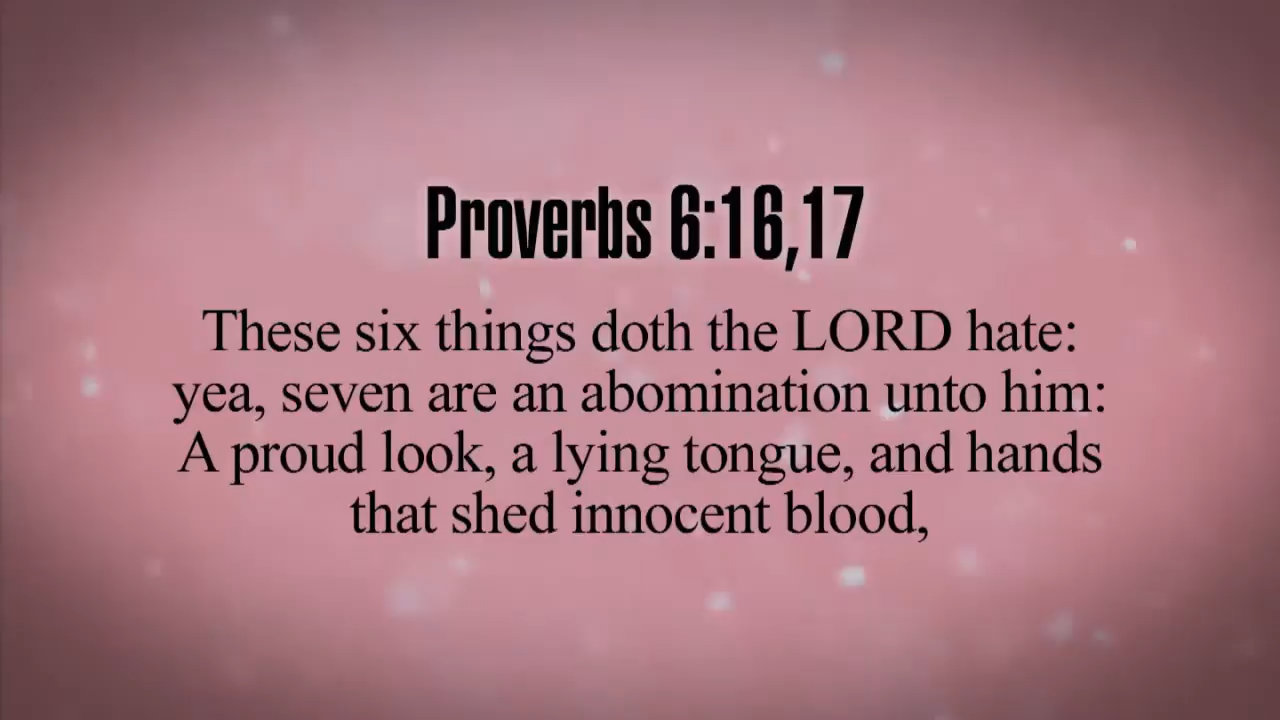 Proverbs 6:16,17
These six things doth the LORD hate:
yea, seven are an abomination unto him:
A proud look, a lying tongue, and hands
that shed innocent blood,